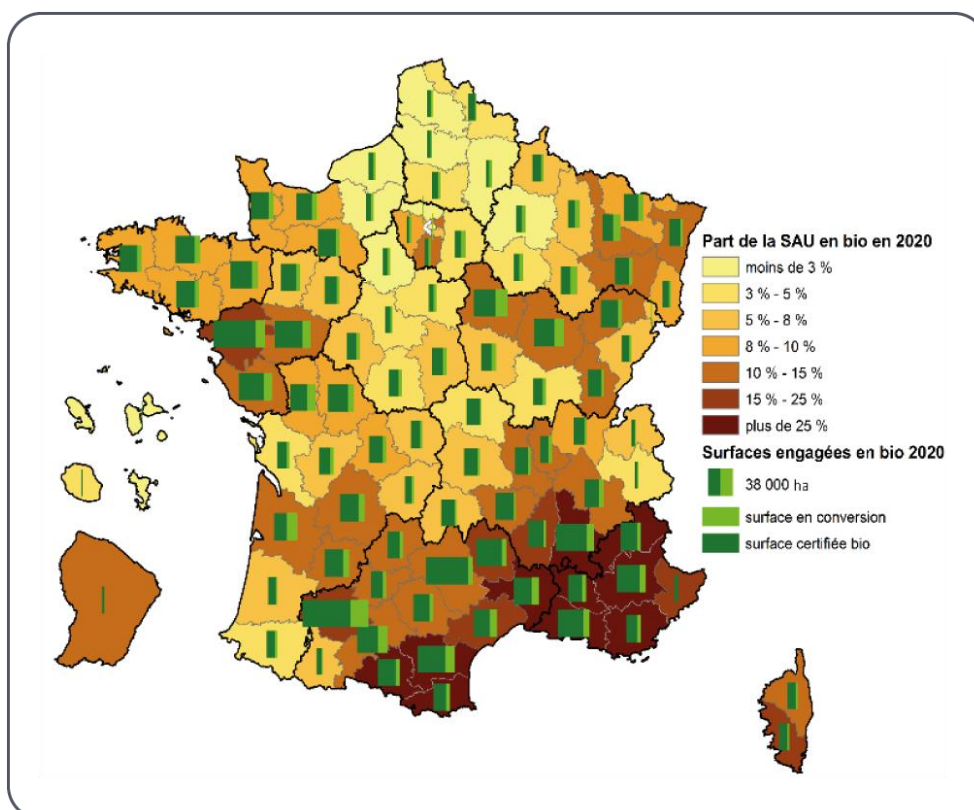 Part de la SAU en bio en 2020
moins de 3 %
3 % - 5 %
5 % - 8 %
8 % - 10 %
10 % - 15 %
15 % - 25 %
plus de 25 %
Surfaces engagées en bio 2020
38 000 ha
surface en conversion
surface certifiée bio